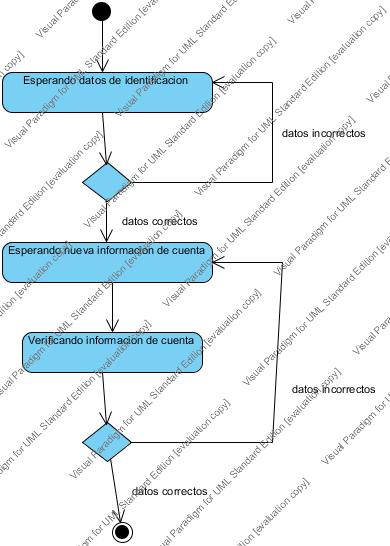 Esperando datos de identificacion
datos incorrectos
datos correctos
Esperando nueva informacion de cuenta
Verificando informacion de cuenta
datos incorrectos
datos correctos
Visual Paradigm for UML Standard Edition [evaluation copy]